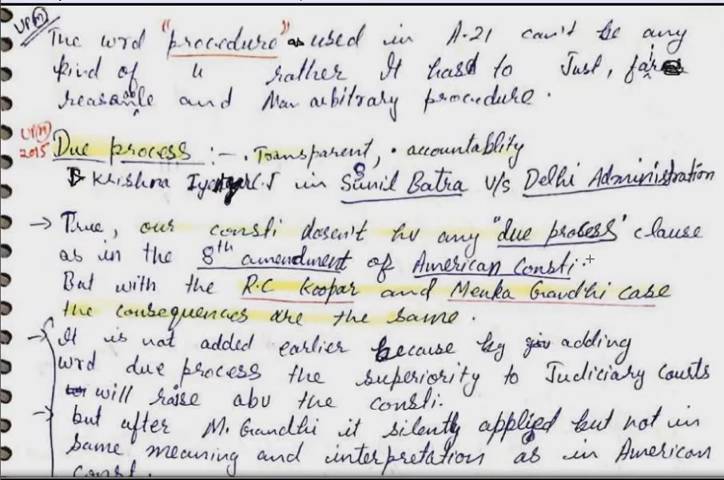 UP(M)
The wrd "procedure" as used in A-21 can't be any
kind of " rather It has to Just, fair
reasonable and Non arbitrary procedure.
UP(M)
2015 Due process :- . Transparent, . accountablity
Krishna Iyer J in Sunil Batra V/s Delhi Administration
→ True, our consti doesn't hv any "due process" clause
as in the 8th amendment of American Consti.
But with the R.C Koopar and Menka Gandhi case
the consequences are the same.
→ It is not added earlier because by adding
wrd due process the superiority to Judiciary Courts
will raise abv the consti.
→ but after M. Gandhi it silently applied but not in
same meaning and interpretation as in American
Const.